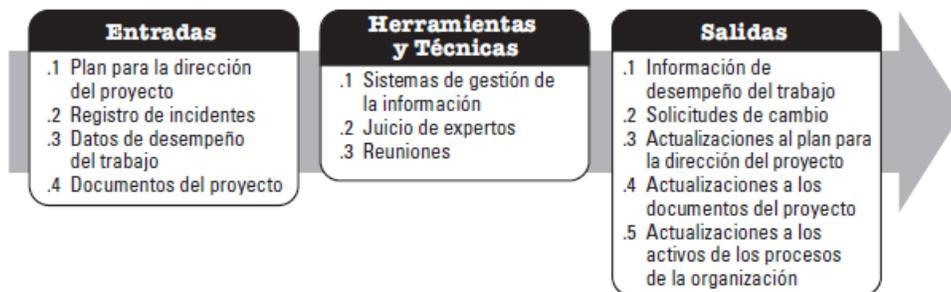 Entradas
.1 Plan para la dirección
del proyecto
.2 Registro de incidentes
.3 Datos de desempeño
del trabajo
.4 Documentos del proyecto
Herramientas
y Técnicas
.1 Sistemas de gestión de
la información
.2 Juicio de expertos
.3 Reuniones
Salidas
.1 Información de
desempeño del trabajo
.2 Solicitudes de cambio
.3 Actualizaciones al plan para
la dirección del proyecto
.4 Actualizaciones a los
documentos del proyecto
.5 Actualizaciones a los
activos de los procesos
de la organización